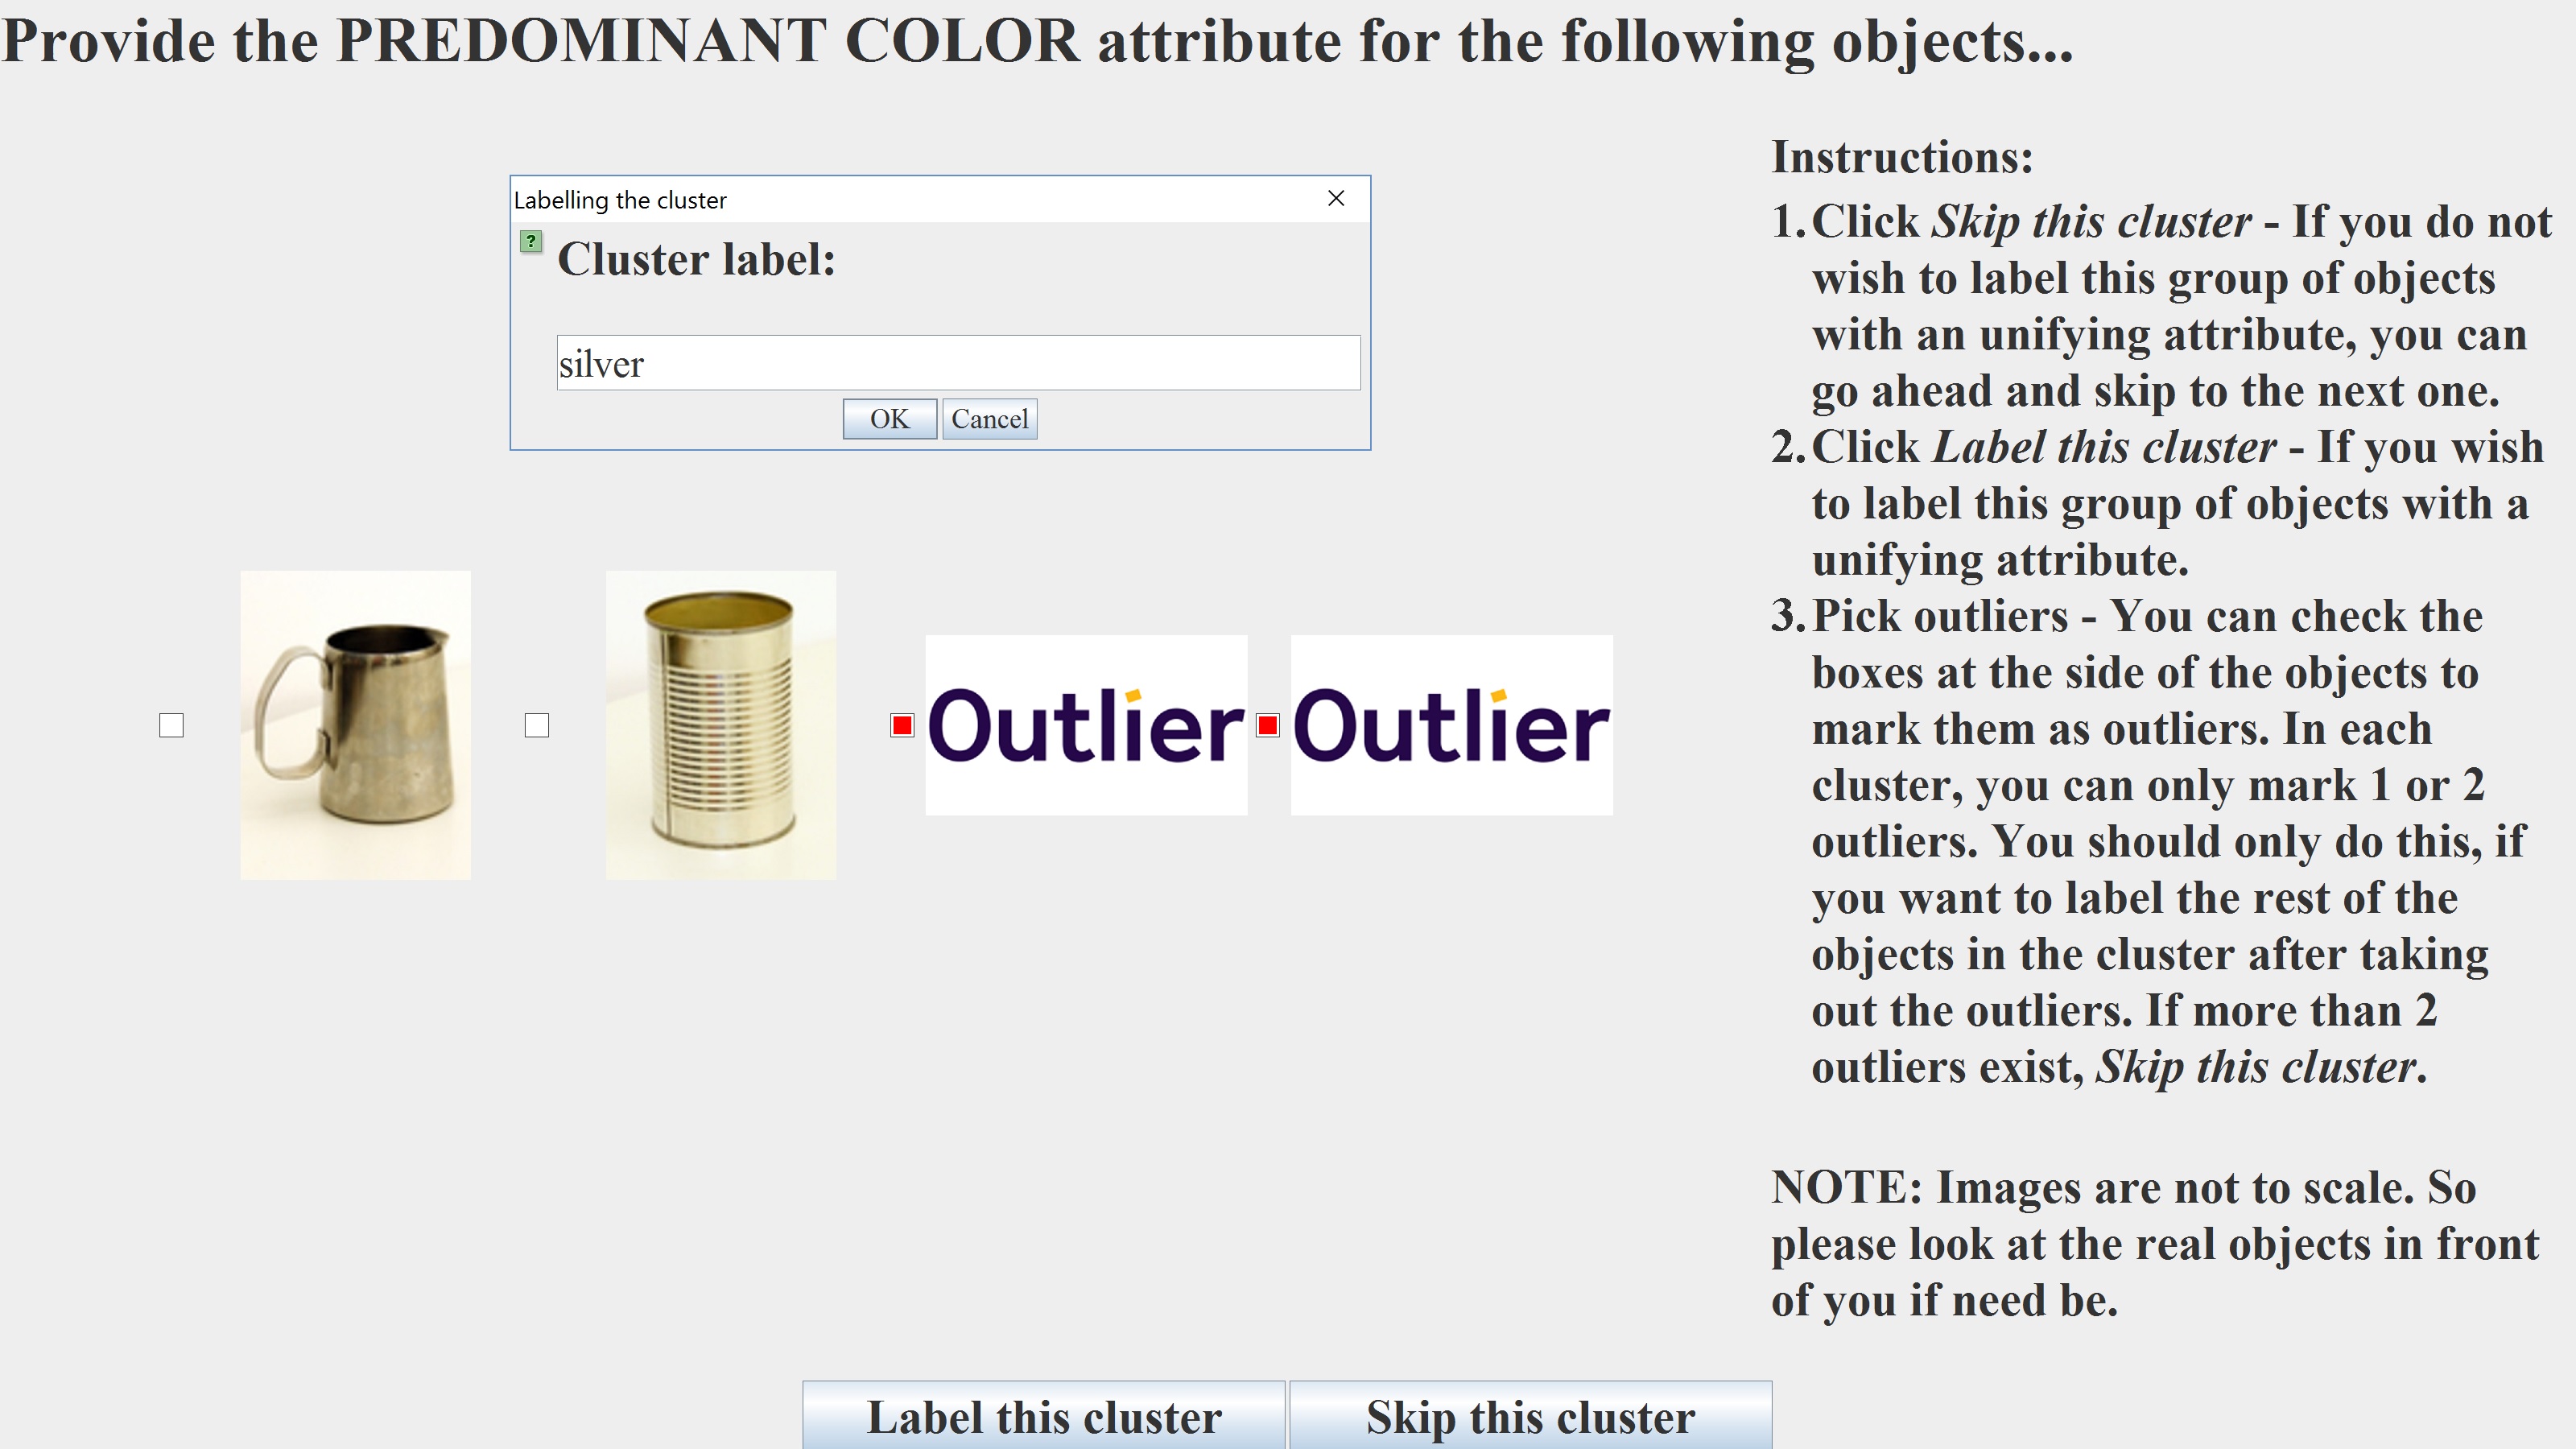 Provide the PREDOMINANT COLOR attribute for the following objects...
Labelling the cluster
?
Cluster label:
silver
OK Cancel
Outlier Outlier
Instructions:
1. Click Skip this cluster - If you do not
wish to label this group of objects
with an unifying attribute, you can
go ahead and skip to the next one.
2. Click Label this cluster - If you wish
to label this group of objects with a
unifying attribute.
3. Pick outliers - You can check the
boxes at the side of the objects to
mark them as outliers. In each
cluster, you can only mark 1 or 2
outliers. You should only do this, if
you want to label the rest of the
objects in the cluster after taking
out the outliers. If more than 2
outliers exist, Skip this cluster.
NOTE: Images are not to scale. So
please look at the real objects in front
of you if need be.
Label this cluster Skip this cluster